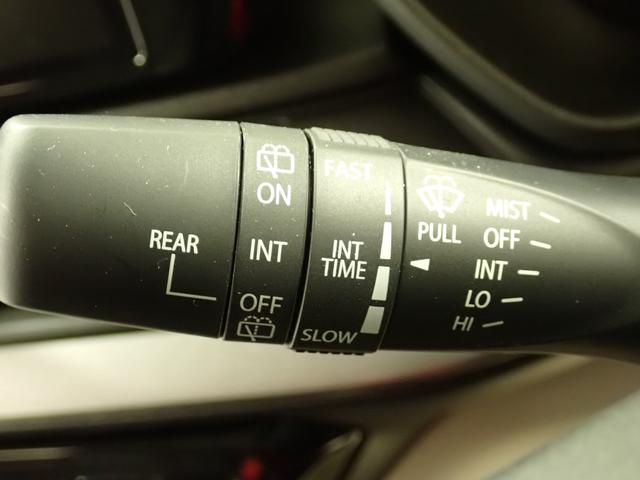 REAR
ON
INT
OFF
FAST
INT
TIME
SLOW
PULL
MIST
OFF
INT
LO
HI